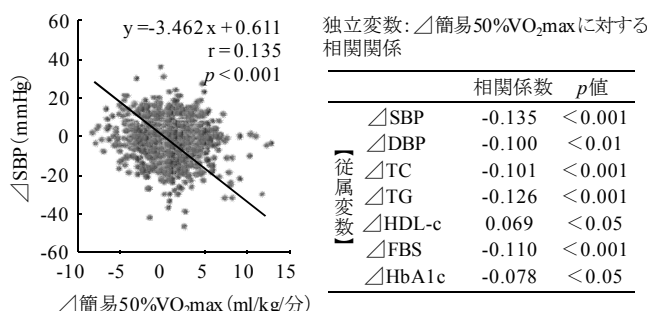 y=-3.462x+0.611
r=0.135
p<0.001
⊿SBP(mmHg)
60
40
20
0
-20
-40
-60
-10 -5 0 5 10 15
⊿簡易50%VO₂max(ml/kg/分)
独立変数:⊿簡易50%VO₂maxに対する
相関関係
相関係数 p値
【従属変数】
⊿SBP -0.135 <0.001
⊿DBP -0.100 <0.01
⊿TC -0.101 <0.001
⊿TG -0.126 <0.001
⊿HDL-c 0.069 <0.05
⊿FBS -0.110 <0.001
⊿HbA1c -0.078 <0.05